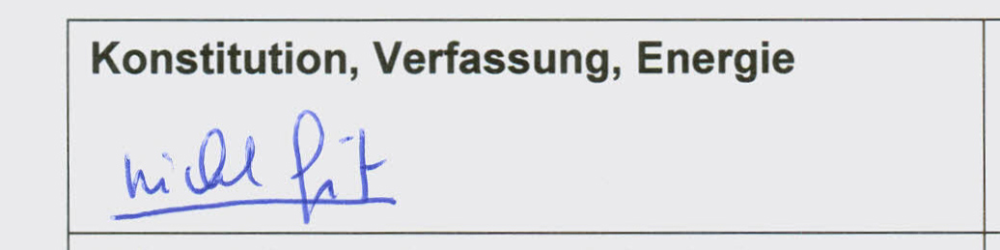 Konstitution, Verfassung, Energie
nicht fit